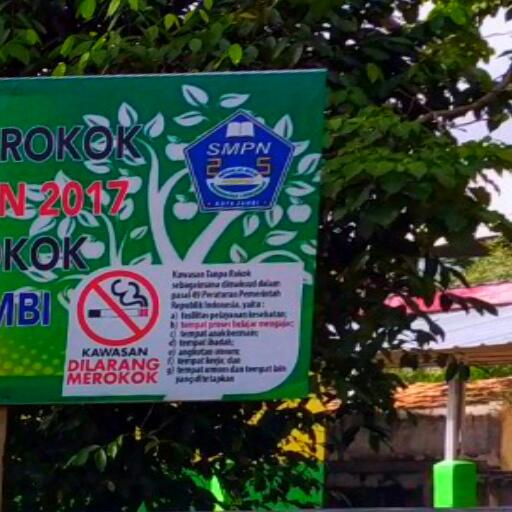 ROKOK
N 2017
OKOK
MBI
SMPN
KOTA JAMBI
KAWASAN
DILARANG
MEROKOK
Kawasan Tanpa Rokok
sebagaimana dimaksud dalam
pasal 49 Peraturan Pemerintah
Republik Indonesia, yaitu :
a) fasilitas pelayanan kesehatan;
b) tempat proses belajar mengajar;
c) tempat anak bermain;
d) tempat ibadah;
e) angkutan umum;
f) tempat kerja; dan
g) tempat umum dan tempat lain
yang ditetapkan